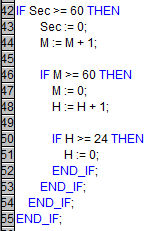 42 IF Sec >= 60 THEN
43 Sec := 0;
44 M := M + 1;
45
46 IF M >= 60 THEN
47 M := 0;
48 H := H + 1;
49
50 IF H >= 24 THEN
51 H := 0;
52 END_IF;
53 END_IF;
54 END_IF;
55 END_IF;